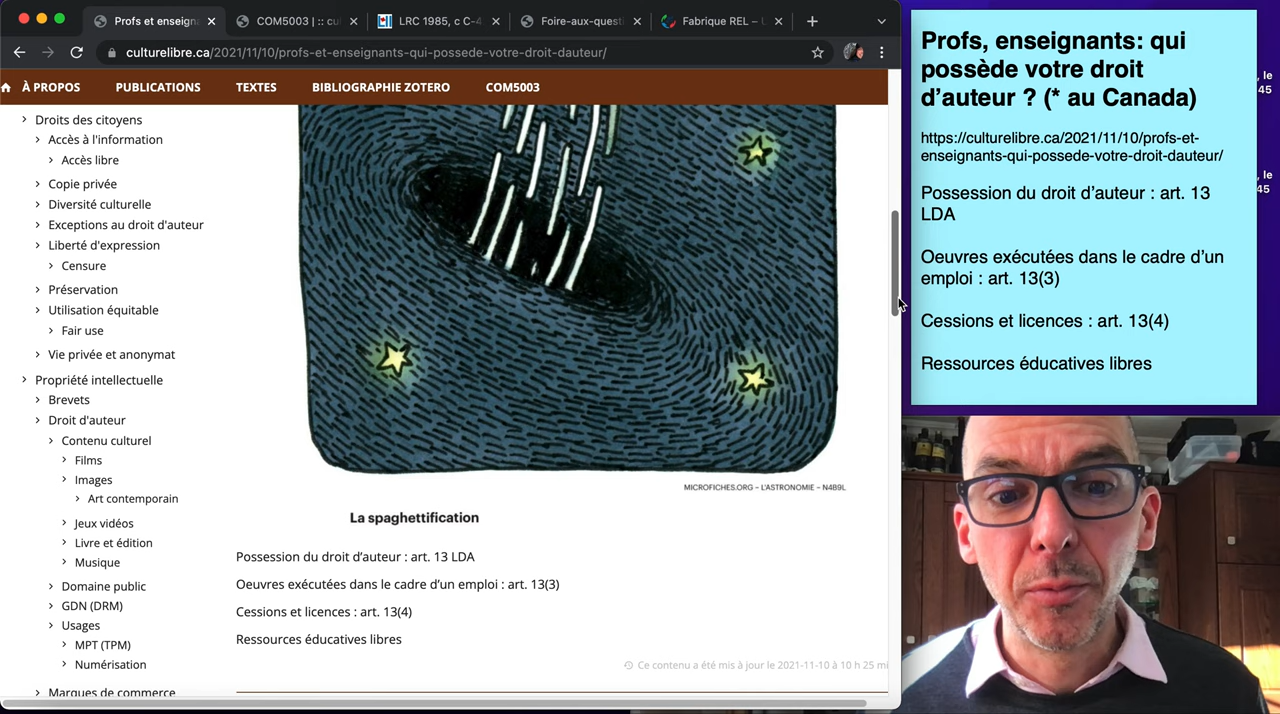 Profs et enseign
COM5003 | :: cul
LRC 1985, c C-4
Foire-aux-questi
Fabrique REL – U
culturelibre.ca/2021/11/10/profs-et-enseignants-qui-possede-votre-droit-dauteur/
À PROPOS
PUBLICATIONS
TEXTES
BIBLIOGRAPHIE ZOTERO
COM5003
Droits des citoyens
Accès à l'information
Accès libre
Copie privée
Diversité culturelle
Exceptions au droit d'auteur
Liberté d'expression
Censure
Préservation
Utilisation équitable
Fair use
Vie privée et anonymat
Propriété intellectuelle
Brevets
Droit d'auteur
Contenu culturel
Films
Images
Art contemporain
Jeux vidéos
Livre et édition
Musique
Domaine public
GDN (DRM)
Usages
MPT (TPM)
Numérisation
Marques de commerce
MICROFICHES.ORG – L'ASTRONOMIE – N4B9L
La spaghettification
Possession du droit d'auteur : art. 13 LDA
Oeuvres exécutées dans le cadre d'un emploi : art. 13(3)
Cessions et licences : art. 13(4)
Ressources éducatives libres
Ce contenu a été mis à jour le 2021-11-10 à 10 h 25 mi
Profs, enseignants: qui
possède votre droit
d'auteur ? (* au Canada)
https://culturelibre.ca/2021/11/10/profs-et-
enseignants-qui-possede-votre-droit-dauteur/
Possession du droit d'auteur : art. 13
LDA
Oeuvres exécutées dans le cadre d'un
emploi : art. 13(3)
Cessions et licences : art. 13(4)
Ressources éducatives libres
, le
45
, le
45